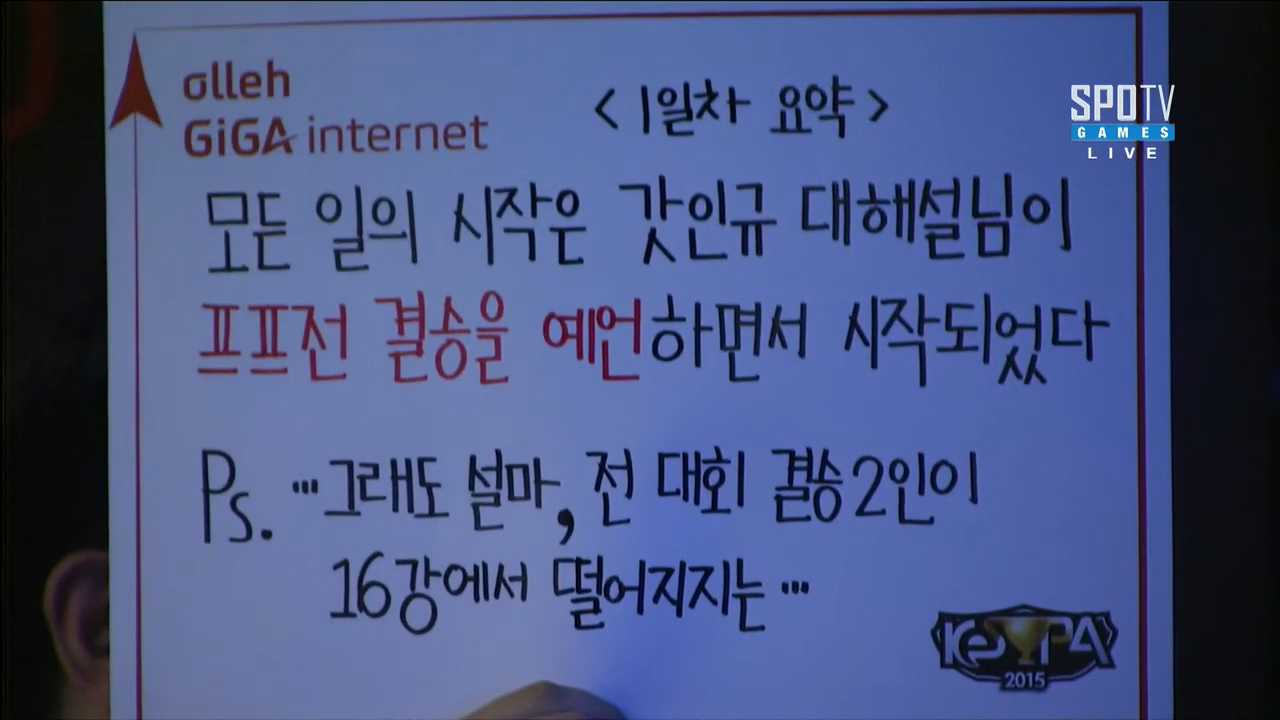 olleh
GiGA internet
<1일차 요약>
SPOTV
GAMES
LIVE
모든 일의 시작은 갓인규 대해설님이
프프전 결승을 예언하면서 시작되었다
Ps. …그래도 설마, 전 대회 결승 2인이
16강에서 떨어지지는…
KeSPA
2015